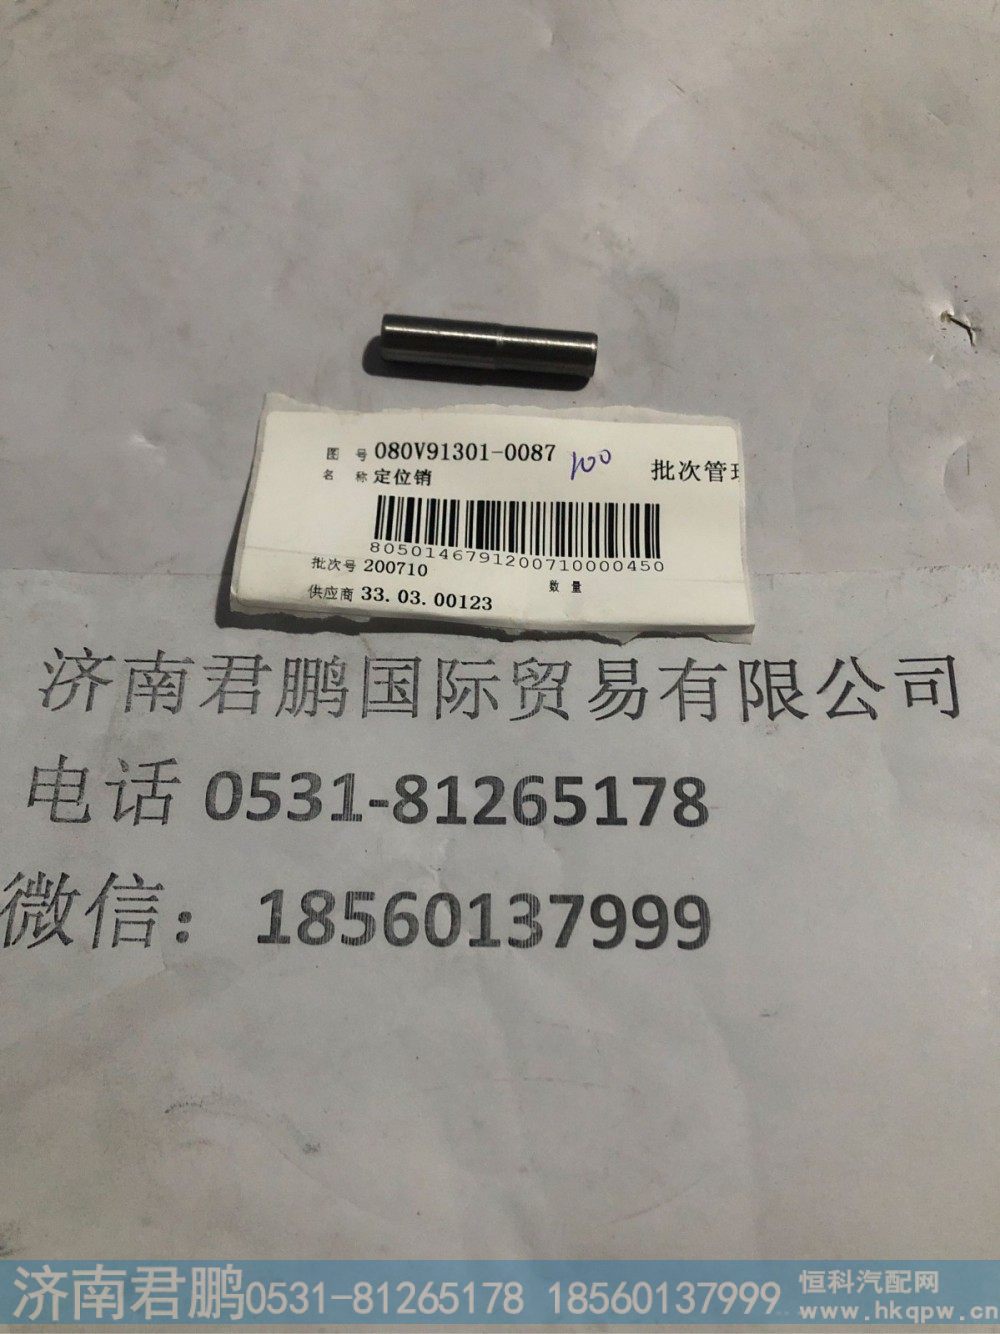 图 号 080V91301-0087
100
批次管理
名 称 定位销
8050146791200710000450
批次号 200710
数 量
供应商 33.03.00123
济南君鹏国际贸易有限公司
电话 0531-81265178
微信：18560137999
济南君鹏0531-81265178 18560137999
恒科汽配网
www.hkqpw.cn